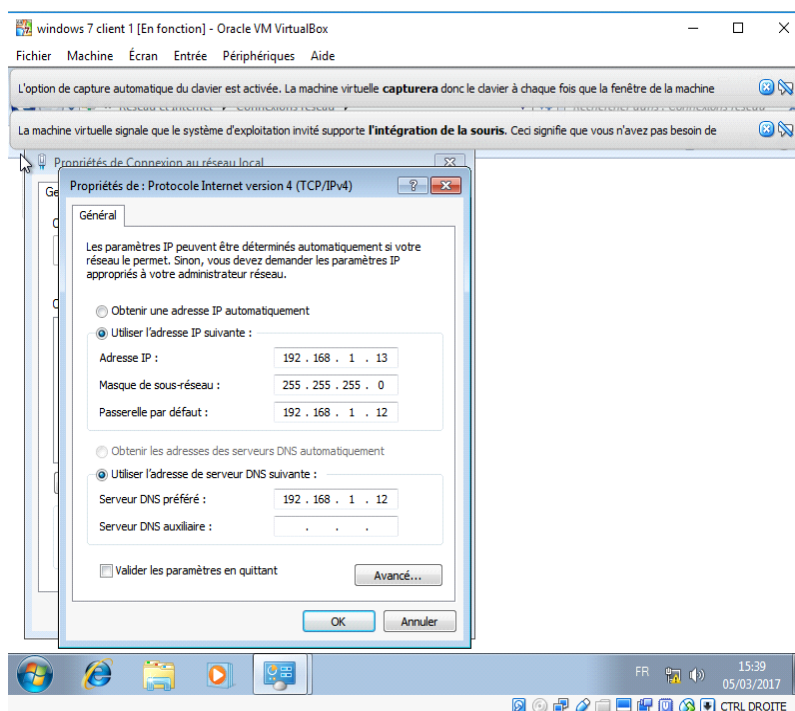 windows 7 client 1 [En fonction] - Oracle VM VirtualBox
Fichier Machine Écran Entrée Périphériques Aide
L'option de capture automatique du clavier est activée. La machine virtuelle capturera donc le clavier à chaque fois que la fenêtre de la machine
La machine virtuelle signale que le système d'exploitation invité supporte l'intégration de la souris. Ceci signifie que vous n'avez pas besoin de
Propriétés de Connexion au réseau local
Propriétés de : Protocole Internet version 4 (TCP/IPv4)
Ge
Général
Les paramètres IP peuvent être déterminés automatiquement si votre
réseau le permet. Sinon, vous devez demander les paramètres IP
appropriés à votre administrateur réseau.
Obtenir une adresse IP automatiquement
Utiliser l'adresse IP suivante :
Adresse IP : 192 . 168 . 1 . 13
Masque de sous-réseau : 255 . 255 . 255 . 0
Passerelle par défaut : 192 . 168 . 1 . 12
Obtenir les adresses des serveurs DNS automatiquement
Utiliser l'adresse de serveur DNS suivante :
Serveur DNS préféré : 192 . 168 . 1 . 12
Serveur DNS auxiliaire : . . .
Valider les paramètres en quittant
Avancé...
OK Annuler
FR 15:39
05/03/2017
CTRL DROITE